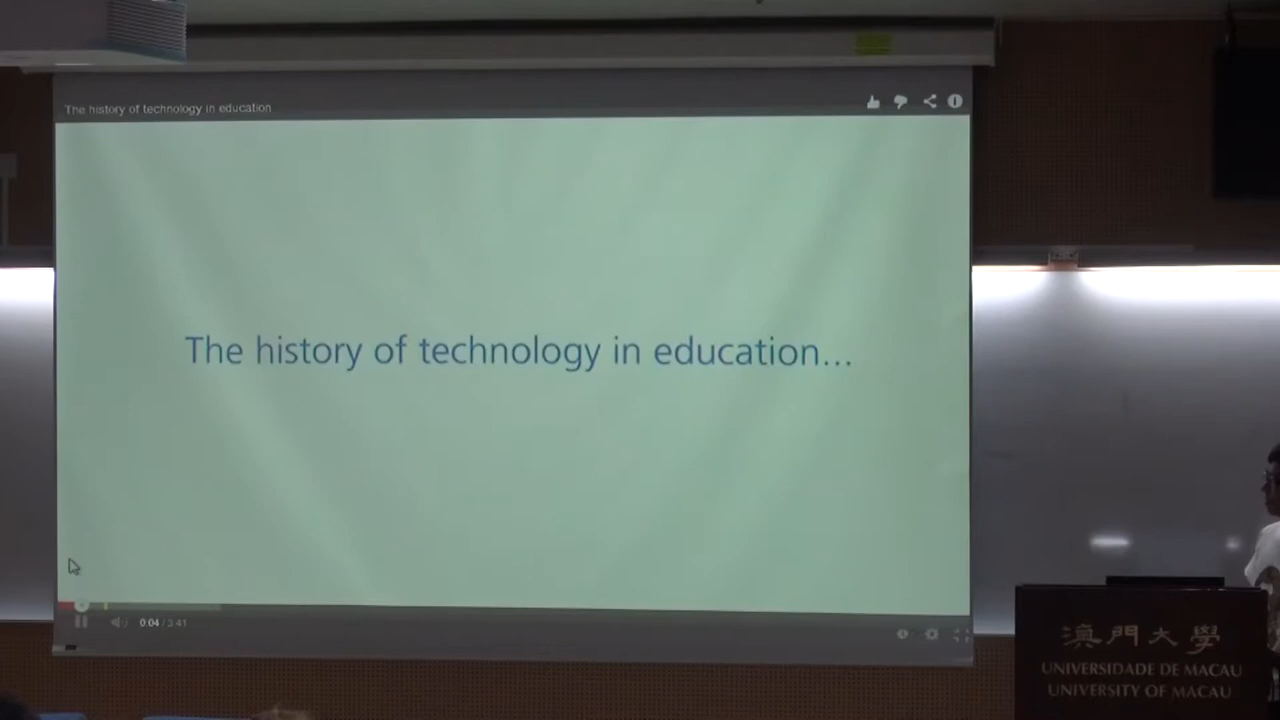 The history of technology in education
The history of technology in education...
0:04 / 3:41
澳門大學
UNIVERSIDADE DE MACAU
UNIVERSITY OF MACAU